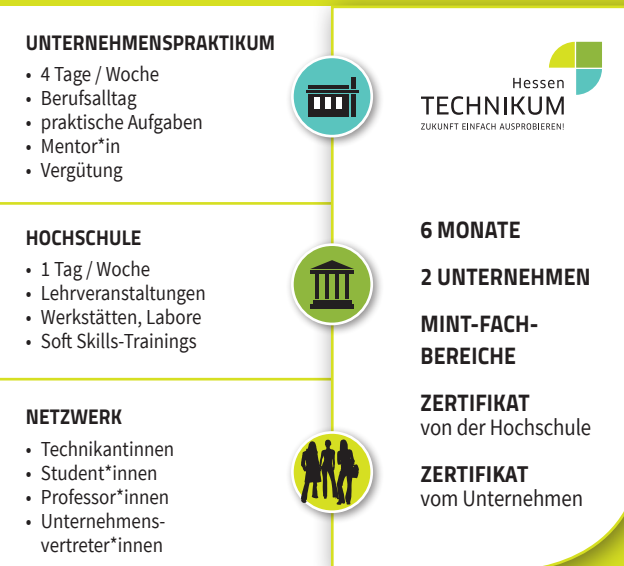 UNTERNEHMENSPRAKTIKUM
• 4 Tage / Woche
• Berufsalltag
• praktische Aufgaben
• Mentor*in
• Vergütung
HOCHSCHULE
• 1 Tag / Woche
• Lehrveranstaltungen
• Werkstätten, Labore
• Soft Skills-Trainings
NETZWERK
• Technikantinnen
• Student*innen
• Professor*innen
• Unternehmens-
vertreter*innen
Hessen
TECHNIKUM
ZUKUNFT EINFACH AUSPROBIEREN!
6 MONATE
2 UNTERNEHMEN
MINT-FACH-
BEREICHE
ZERTIFIKAT
von der Hochschule
ZERTIFIKAT
vom Unternehmen